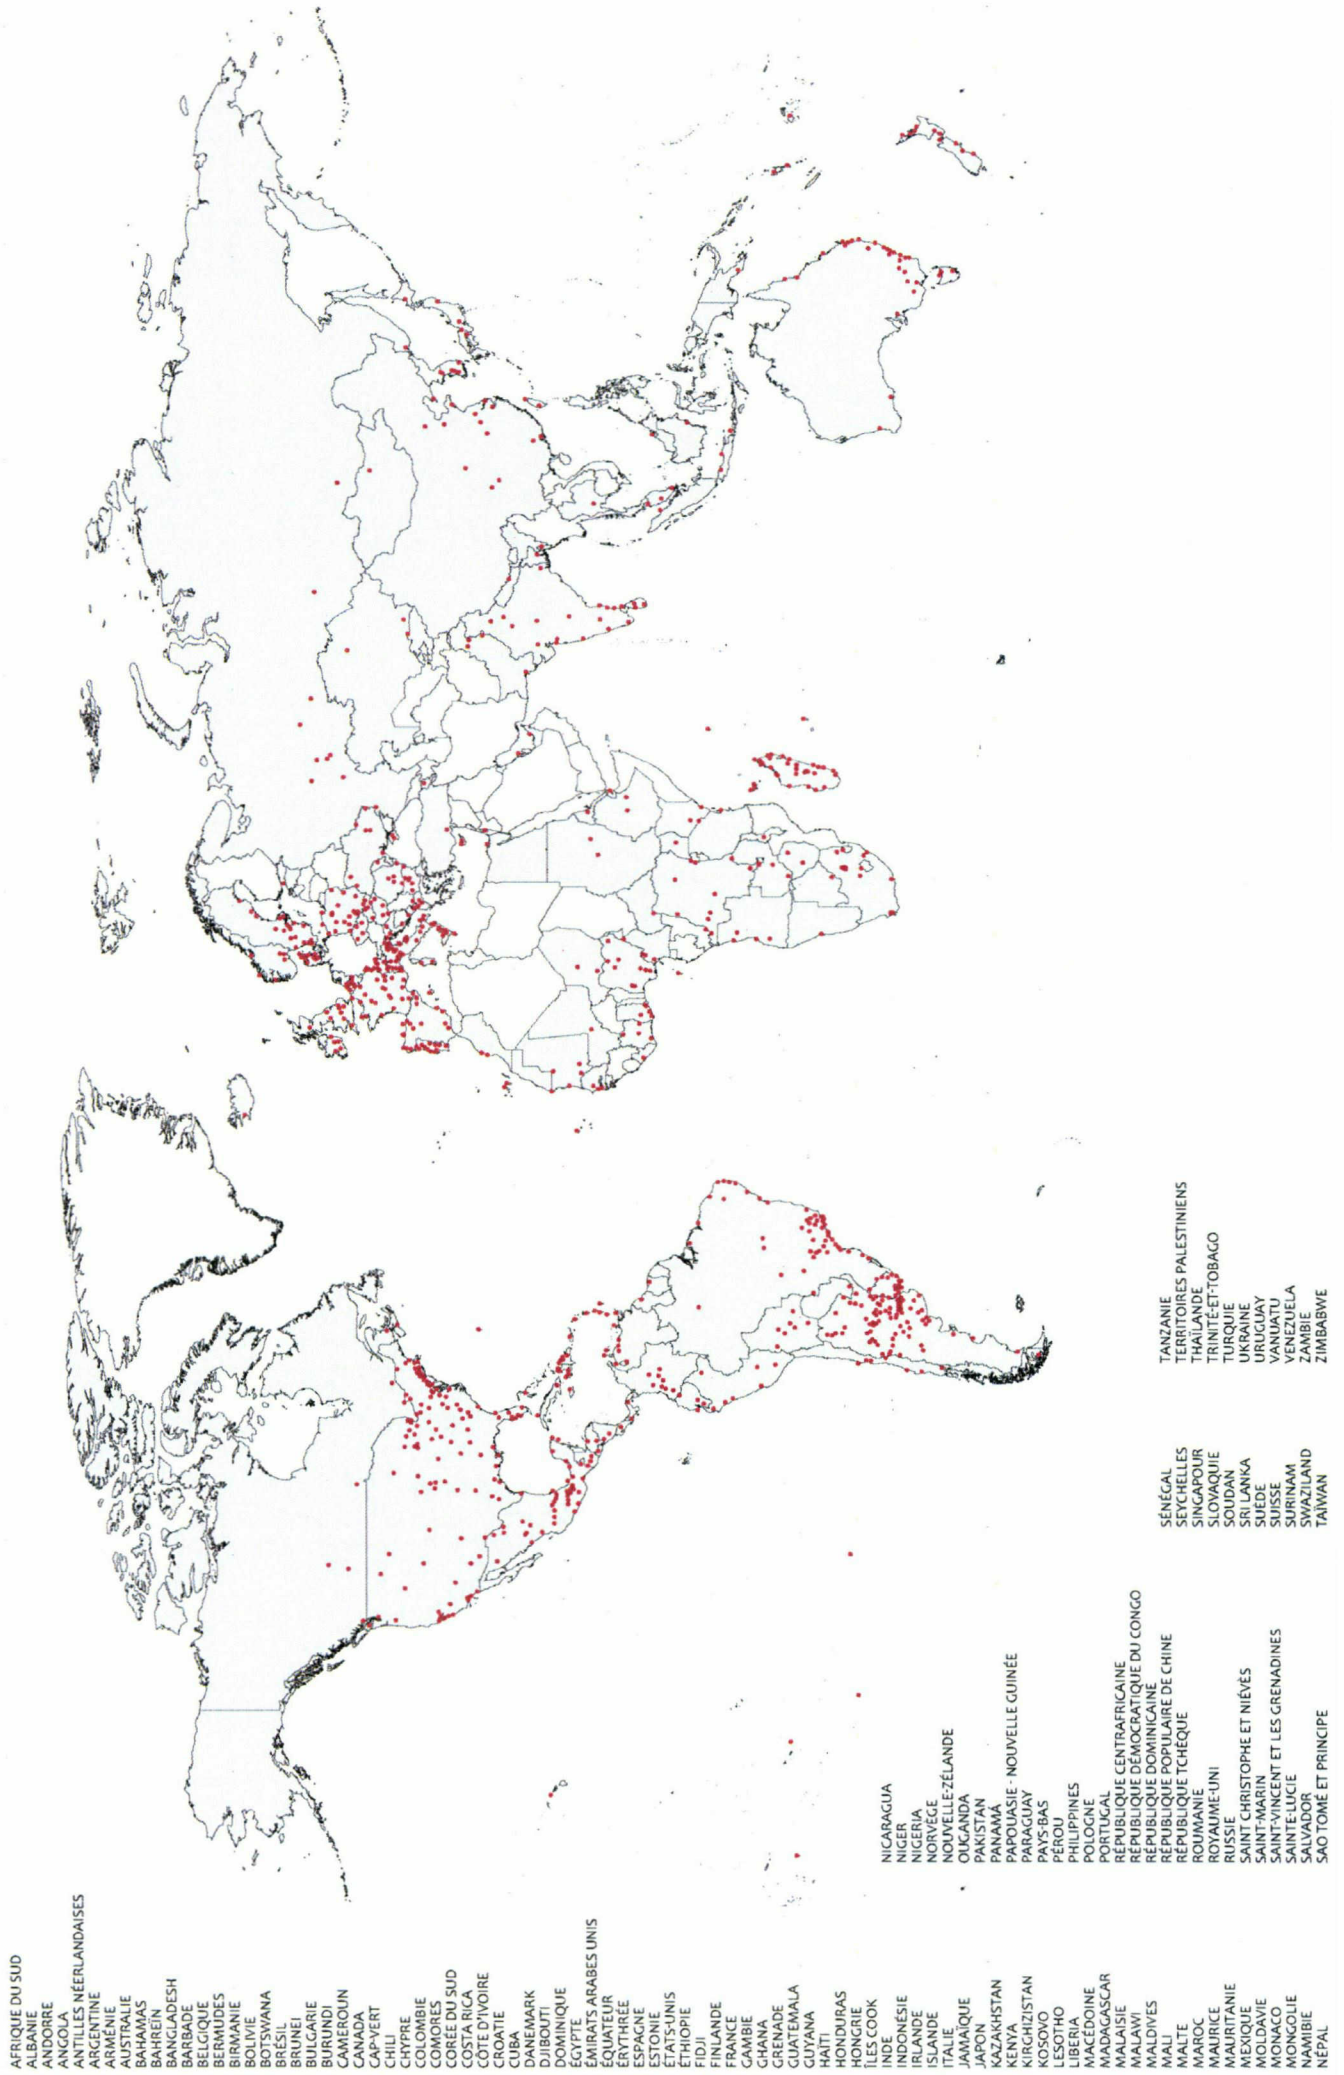 AFRIQUE DU SUD
ALBANIE
ANDORRE
ANGOLA
ANTILLES NÉERLANDAISES
ARGENTINE
ARMÉNIE
AUSTRALIE
BAHAMAS
BAHREÏN
BANGLADESH
BARBADE
BELGIQUE
BERMUDES
BIRMANIE
BOLIVIE
BOTSWANA
BRÉSIL
BRUNEI
BULGARIE
BURUNDI
CAMEROUN
CANADA
CAP-VERT
CHILI
CHYPRE
COLOMBIE
COMORES
CORÉE DU SUD
COSTA RICA
CÔTE D'IVOIRE
CROATIE
CUBA
DANEMARK
DJIBOUTI
DOMINIQUE
ÉGYPTE
ÉMIRATS ARABES UNIS
ÉQUATEUR
ÉRYTHRÉE
ESPAGNE
ESTONIE
ÉTATS-UNIS
ÉTHIOPIE
FIDJI
FINLANDE
FRANCE
GAMBIE
GHANA
GRENADE
GUATEMALA
GUYANA
HAÏTI
HONDURAS
HONGRIE
ÎLES COOK
INDE
INDONÉSIE
IRLANDE
ISLANDE
ITALIE
JAMAÏQUE
JAPON
KAZAKHSTAN
KENYA
KIRGHIZISTAN
KOSOVO
LESOTHO
LIBERIA
MACÉDOINE
MADAGASCAR
MALAISIE
MALAWI
MALDIVES
MALI
MALTE
MAROC
MAURICE
MAURITANIE
MEXIQUE
MOLDAVIE
MONACO
MONGOLIE
NAMIBIE
NÉPAL
NICARAGUA
NIGER
NIGERIA
NORVÈGE
NOUVELLE-ZÉLANDE
OUGANDA
PAKISTAN
PANAMÁ
PAPOUASIE - NOUVELLE GUINÉE
PARAGUAY
PAYS-BAS
PÉROU
PHILIPPINES
POLOGNE
PORTUGAL
RÉPUBLIQUE CENTRAFRICAINE
RÉPUBLIQUE DÉMOCRATIQUE DU CONGO
RÉPUBLIQUE DOMINICAINE
RÉPUBLIQUE POPULAIRE DE CHINE
RÉPUBLIQUE TCHÈQUE
ROUMANIE
ROYAUME-UNI
RUSSIE
SAINT CHRISTOPHE ET NIÉVÈS
SAINT-MARIN
SAINT-VINCENT ET LES GRENADINES
SAINTE-LUCIE
SALVADOR
SAO TOMÉ ET PRINCIPE
SÉNÉGAL
SEYCHELLES
SINGAPOUR
SLOVAQUIE
SOUDAN
SRI LANKA
SUÈDE
SUISSE
SURINAM
SWAZILAND
TAÏWAN
TANZANIE
TERRITOIRES PALESTINIENS
THAÏLANDE
TRINITÉ-ET-TOBAGO
TURQUIE
UKRAINE
URUGUAY
VANUATU
VENEZUELA
ZAMBIE
ZIMBABWE